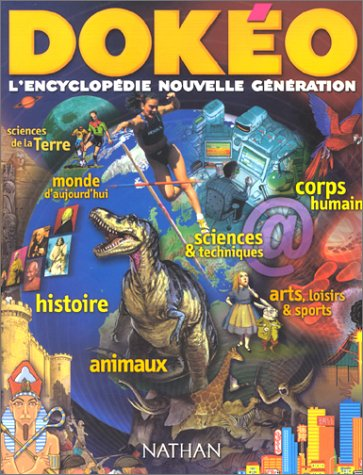 DOKÉO
L'ENCYCLOPÉDIE NOUVELLE GÉNÉRATION
sciences
de la Terre
monde
d'aujourd'hui
corps
humain
sciences
& techniques
@
histoire
arts, loisirs
& sports
animaux
NATHAN